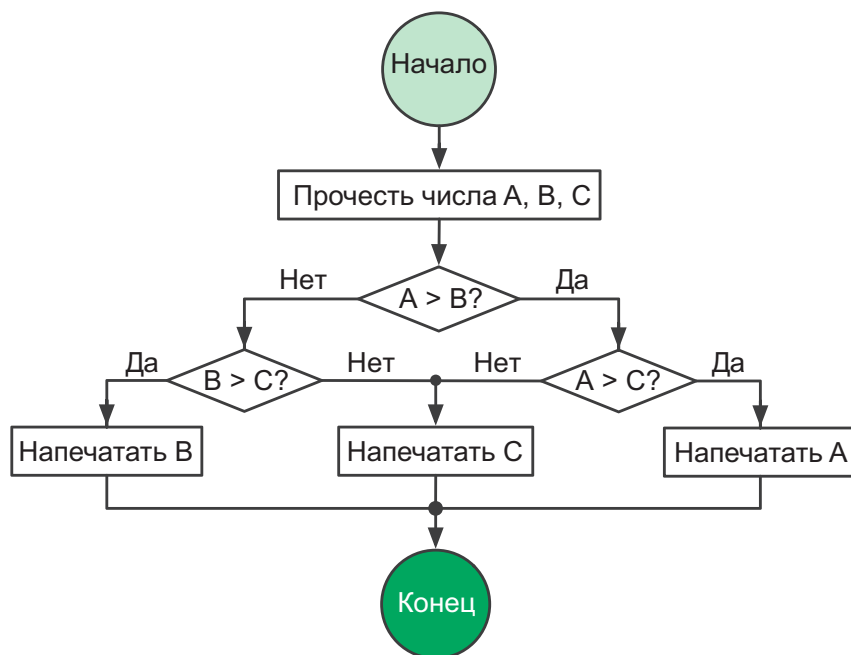 Начало
Прочесть числа A, B, C
Нет
A > B?
Да
Да
B > C?
Нет
Нет
A > C?
Да
Напечатать B
Напечатать C
Напечатать A
Конец